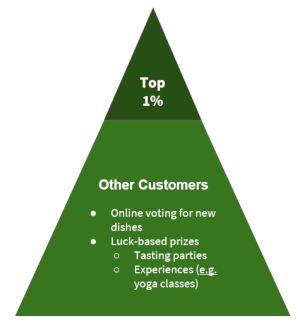 Top
1%
Other Customers
● Online voting for new
dishes
● Luck-based prizes
○ Tasting parties
○ Experiences (e.g.
yoga classes)